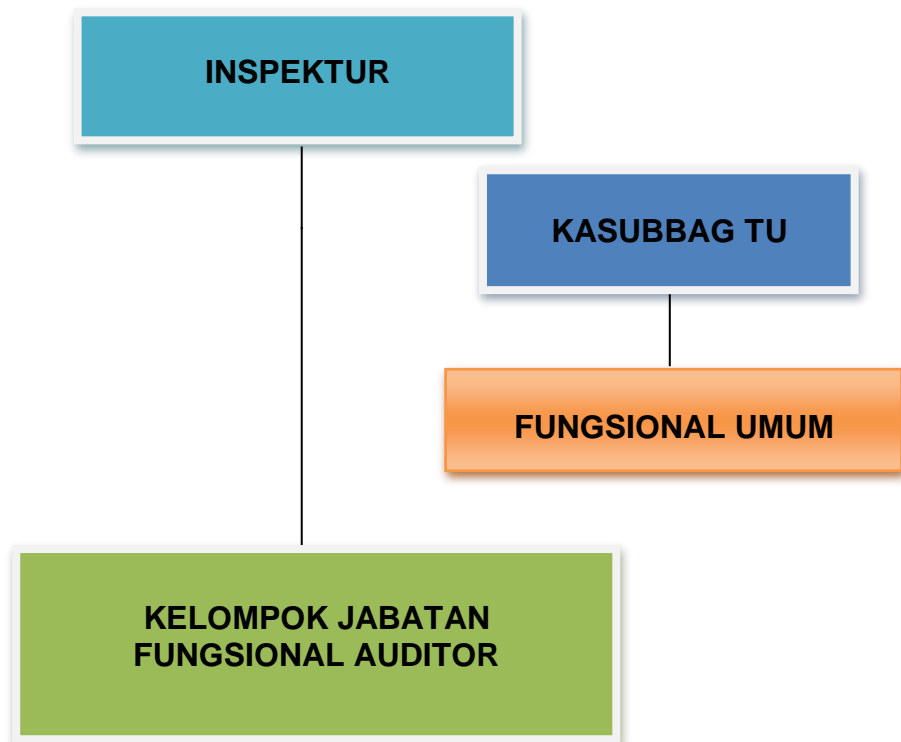 INSPEKTUR
KASUBBAG TU
FUNGSIONAL UMUM
KELOMPOK JABATAN
FUNGSIONAL AUDITOR